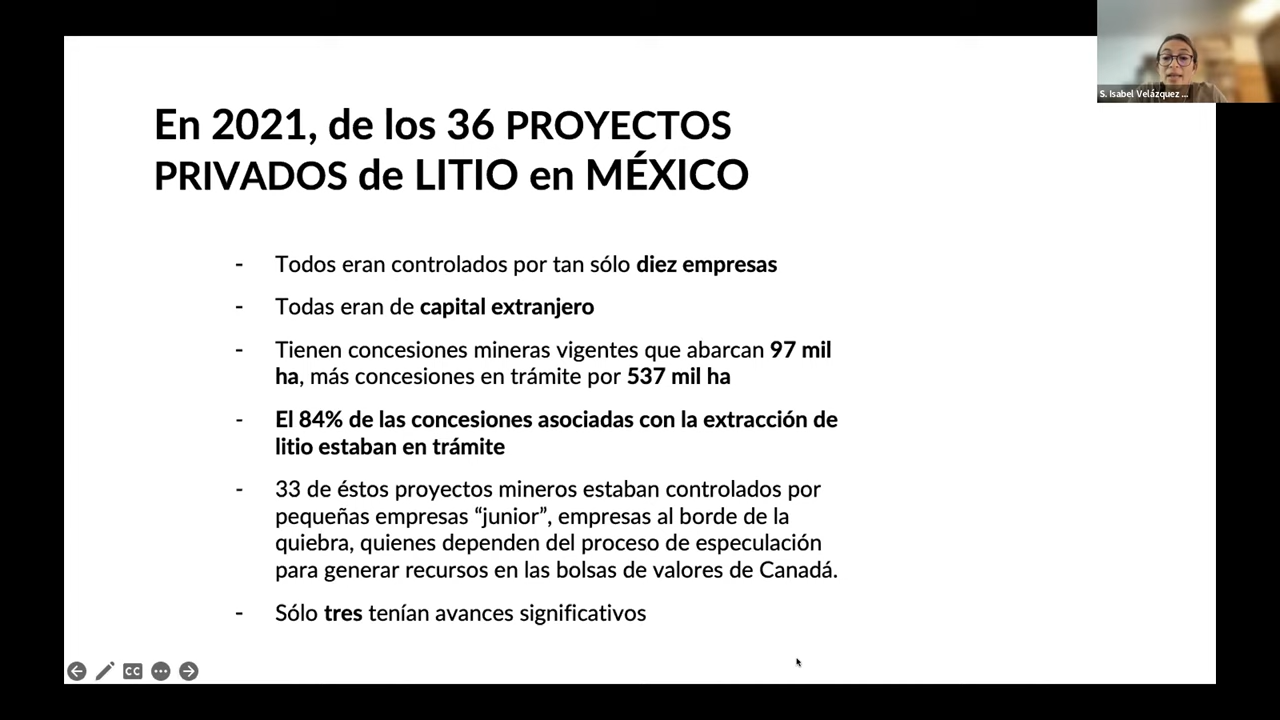 S. Isabel Velázquez ...
En 2021, de los 36 PROYECTOS
PRIVADOS de LITIO en MÉXICO
- Todos eran controlados por tan sólo diez empresas
- Todas eran de capital extranjero
- Tienen concesiones mineras vigentes que abarcan 97 mil
ha, más concesiones en trámite por 537 mil ha
- El 84% de las concesiones asociadas con la extracción de
litio estaban en trámite
- 33 de éstos proyectos mineros estaban controlados por
pequeñas empresas “junior”, empresas al borde de la
quiebra, quienes dependen del proceso de especulación
para generar recursos en las bolsas de valores de Canadá.
- Sólo tres tenían avances significativos
CC